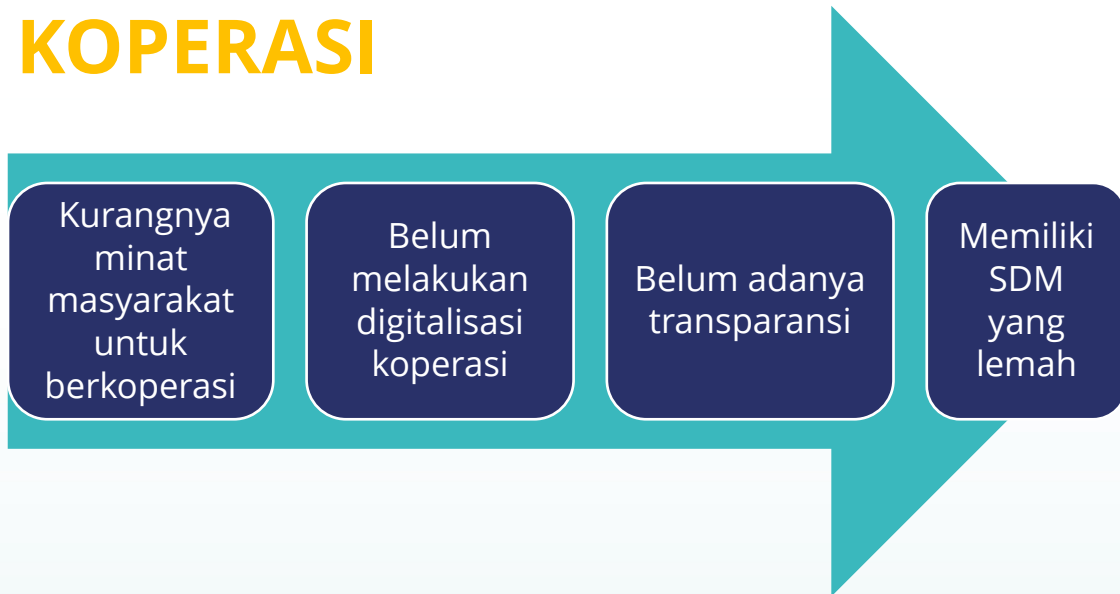 KOPERASI
Kurangnya
minat
masyarakat
untuk
berkoperasi
Belum
melakukan
digitalisasi
koperasi
Belum adanya
transparansi
Memiliki
SDM
yang
lemah